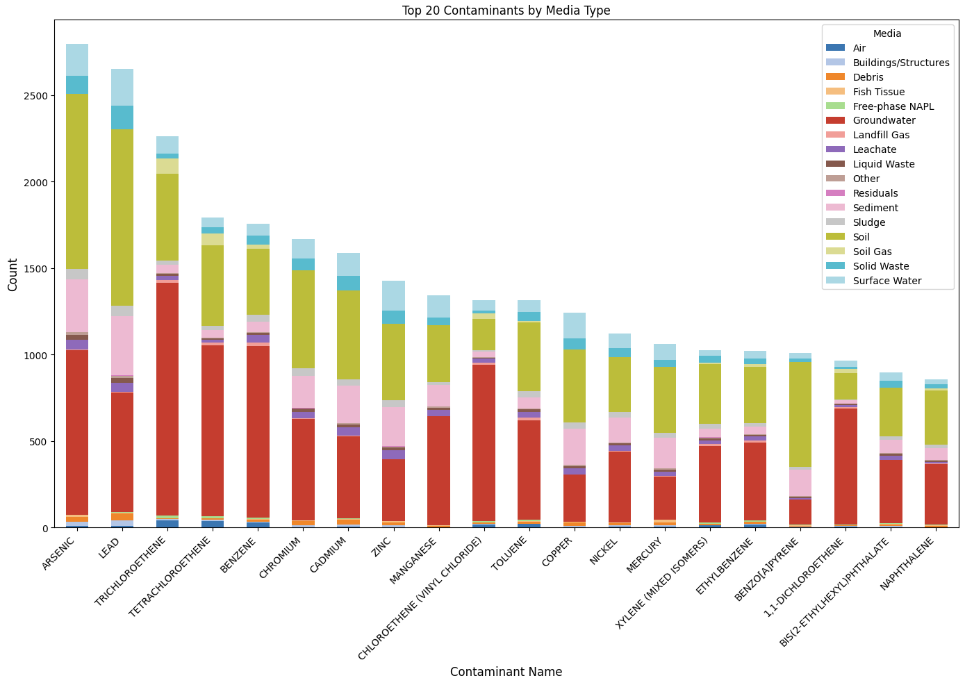 Top 20 Contaminants by Media Type
Media
Air
Buildings/Structures
Debris
Fish Tissue
Free-phase NAPL
Groundwater
Landfill Gas
Leachate
Liquid Waste
Other
Residuals
Sediment
Sludge
Soil
Soil Gas
Solid Waste
Surface Water
Count
2500
2000
1500
1000
500
0
ARSENIC
LEAD
TRICHLOROETHENE
TETRACHLOROETHENE
BENZENE
CHROMIUM
CADMIUM
ZINC
MANGANESE
CHLOROETHENE (VINYL CHLORIDE)
TOLUENE
COPPER
NICKEL
MERCURY
XYLENE (MIXED ISOMERS)
ETHYLBENZENE
BENZO[A]PYRENE
1,1-DICHLOROETHENE
BIS(2-ETHYLHEXYL)PHTHALATE
NAPHTHALENE
Contaminant Name